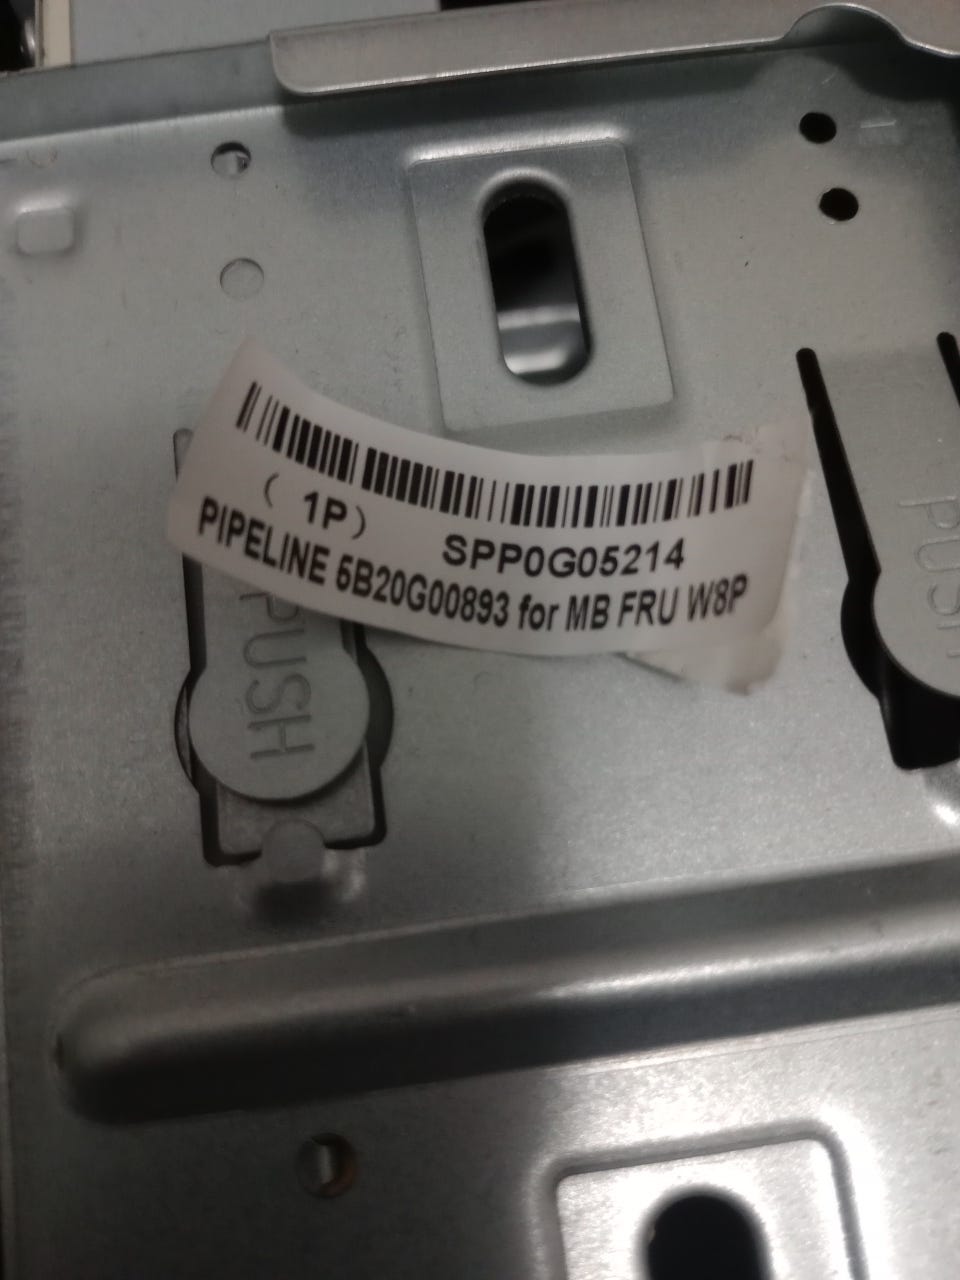 ( 1P) SPP0G05214
PIPELINE 5B20G00893 for MB FRU W8P
PUSH
PUSH